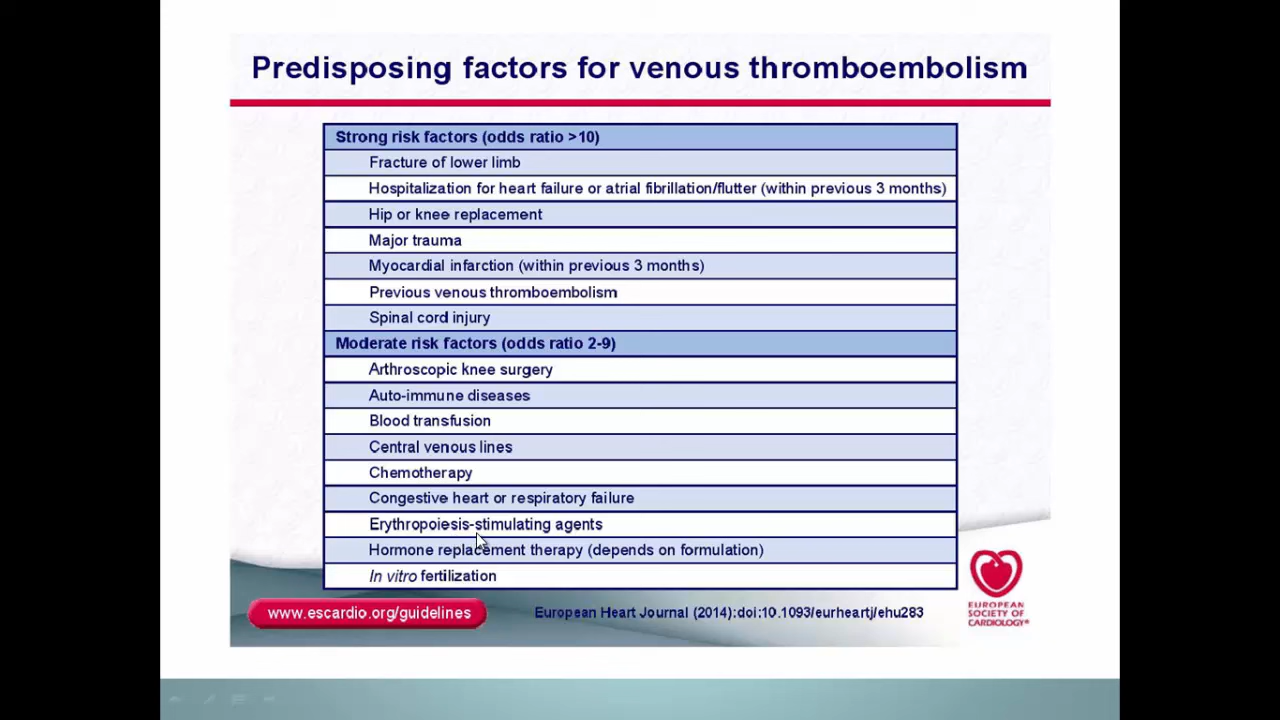 Predisposing factors for venous thromboembolism
Strong risk factors (odds ratio >10)
Fracture of lower limb
Hospitalization for heart failure or atrial fibrillation/flutter (within previous 3 months)
Hip or knee replacement
Major trauma
Myocardial infarction (within previous 3 months)
Previous venous thromboembolism
Spinal cord injury
Moderate risk factors (odds ratio 2-9)
Arthroscopic knee surgery
Auto-immune diseases
Blood transfusion
Central venous lines
Chemotherapy
Congestive heart or respiratory failure
Erythropoiesis-stimulating agents
Hormone replacement therapy (depends on formulation)
In vitro fertilization
www.escardio.org/guidelines
European Heart Journal (2014):doi:10.1093/eurheartj/ehu283
EUROPEAN
SOCIETY OF
CARDIOLOGY®